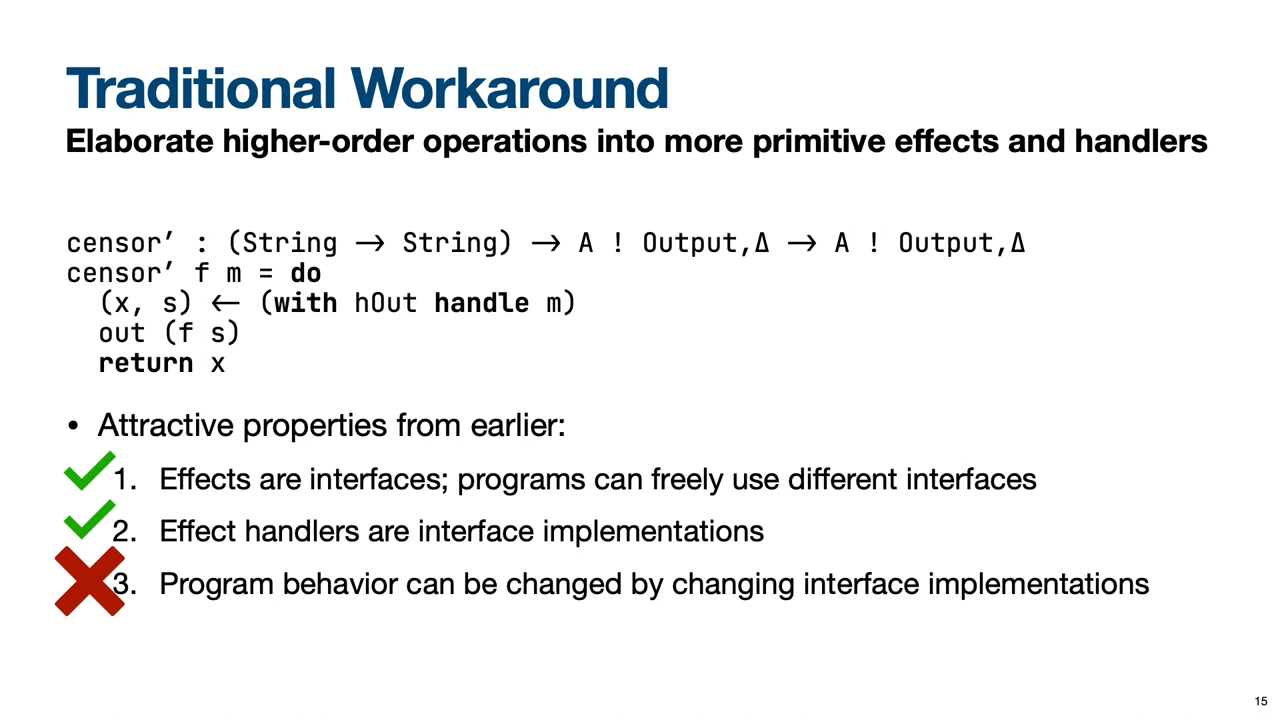 Traditional Workaround
Elaborate higher-order operations into more primitive effects and handlers
censor’ : (String → String) → A ! Output,Δ → A ! Output,Δ
censor’ f m = do
(x, s) ← (with hOut handle m)
out (f s)
return x
• Attractive properties from earlier:
1. Effects are interfaces; programs can freely use different interfaces
2. Effect handlers are interface implementations
3. Program behavior can be changed by changing interface implementations
15